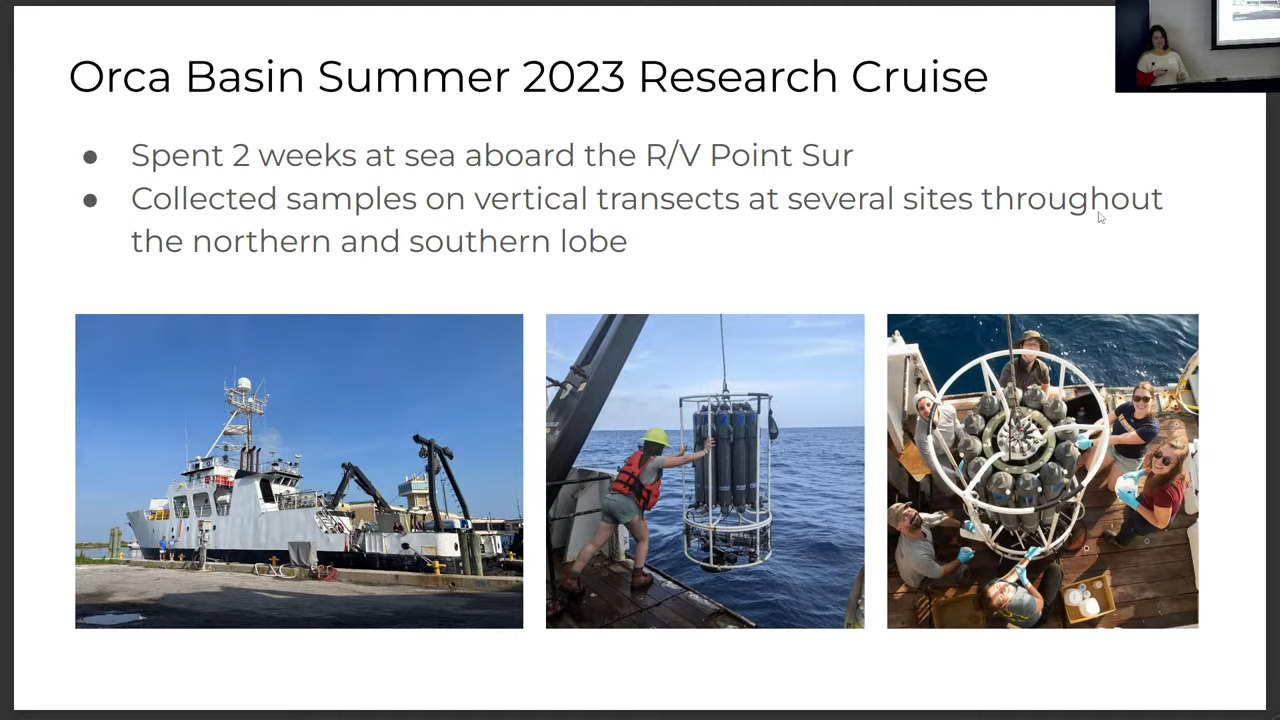 Orca Basin Summer 2023 Research Cruise
● Spent 2 weeks at sea aboard the R/V Point Sur
● Collected samples on vertical transects at several sites throughout
the northern and southern lobe